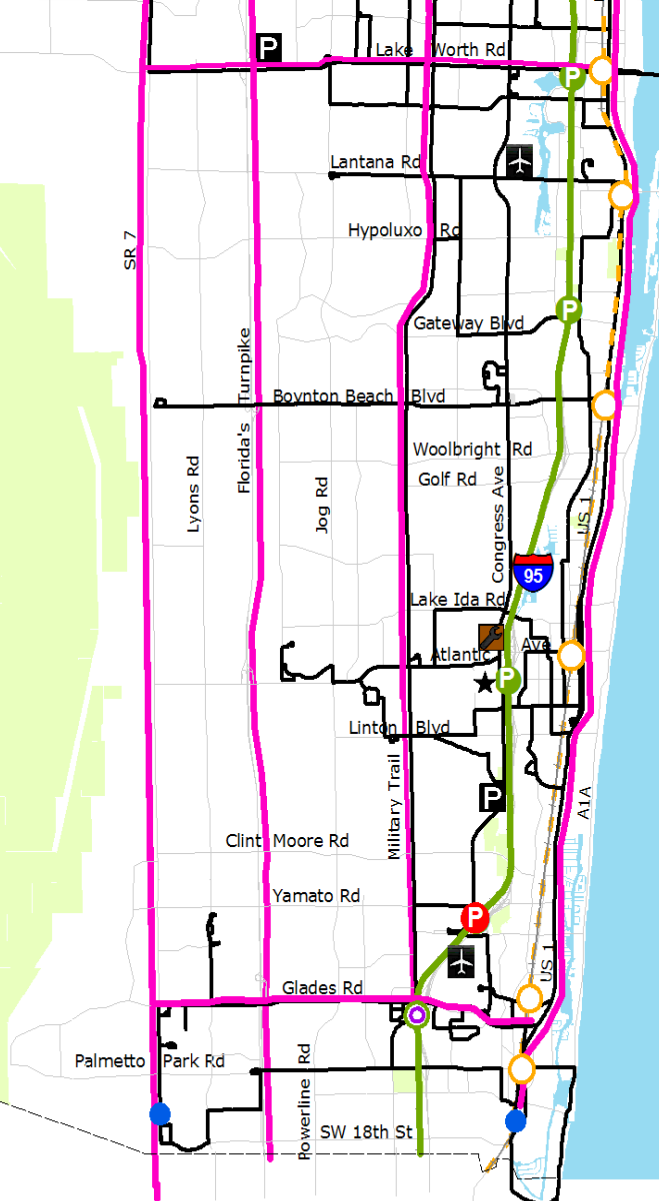 P
Lake Worth Rd
P
Lantana Rd
Hypoluxo Rd
SR 7
P
Gateway Blvd
Florida's Turnpike
Boynton Beach Blvd
Woolbright Rd
Golf Rd
Lyons Rd
Jog Rd
Congress Ave
US 1
95
Lake Ida Rd
Atlantic Ave
P
Linton Blvd
Military Trail
P
A1A
Clint Moore Rd
Yamato Rd
P
US 1
Glades Rd
Palmetto Park Rd
Powerline Rd
SW 18th St